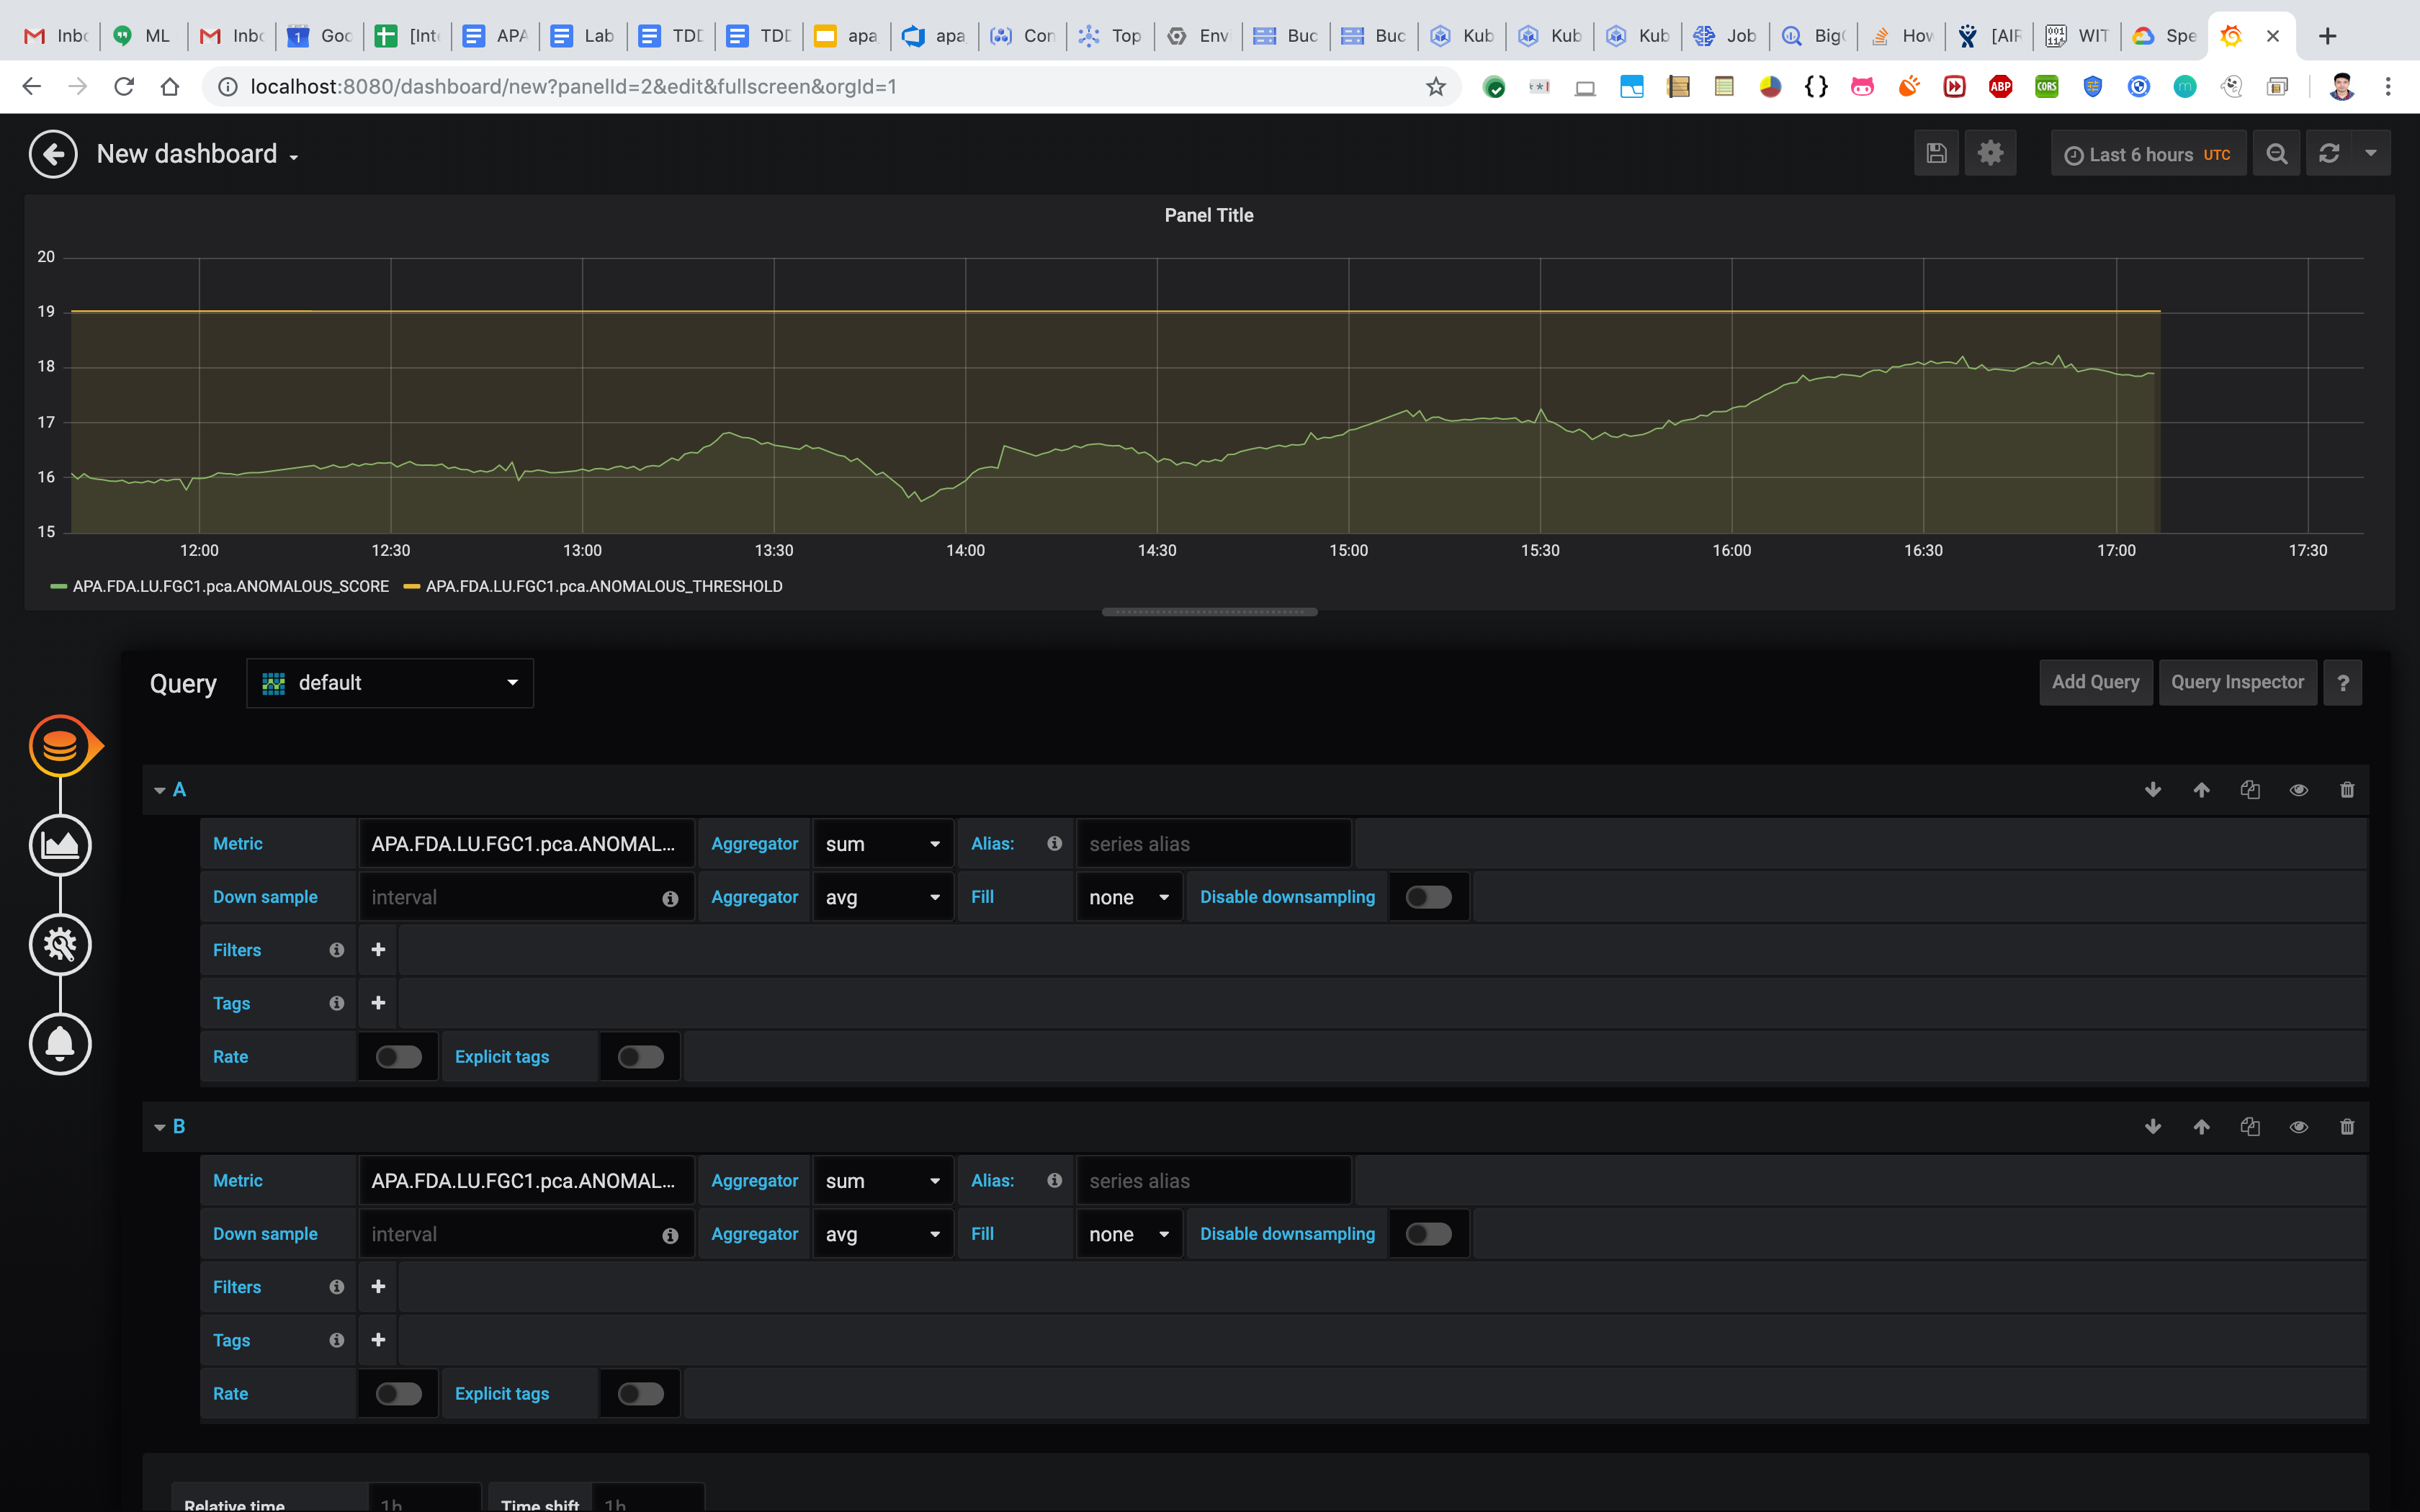 Inbo ML Inbo Goo [Inte APA Lab TDD TDD apa apa Con Top Env Buc Buc Kub Kub Kub Job Big How [AIR WIT Spe
localhost:8080/dashboard/new?panelId=2&edit&fullscreen&orgId=1
ABP CORS
New dashboard
Last 6 hours UTC
Panel Title
20
19
18
17
16
15
12:00 12:30 13:00 13:30 14:00 14:30 15:00 15:30 16:00 16:30 17:00 17:30
APA.FDA.LU.FGC1.pca.ANOMALOUS_SCORE APA.FDA.LU.FGC1.pca.ANOMALOUS_THRESHOLD
Query default Add Query Query Inspector ?
A
Metric APA.FDA.LU.FGC1.pca.ANOMAL... Aggregator sum Alias: series alias
Down sample interval Aggregator avg Fill none Disable downsampling
Filters +
Tags +
Rate Explicit tags
B
Metric APA.FDA.LU.FGC1.pca.ANOMAL... Aggregator sum Alias: series alias
Down sample interval Aggregator avg Fill none Disable downsampling
Filters +
Tags +
Rate Explicit tags
Relative time 1h Time shift 1h